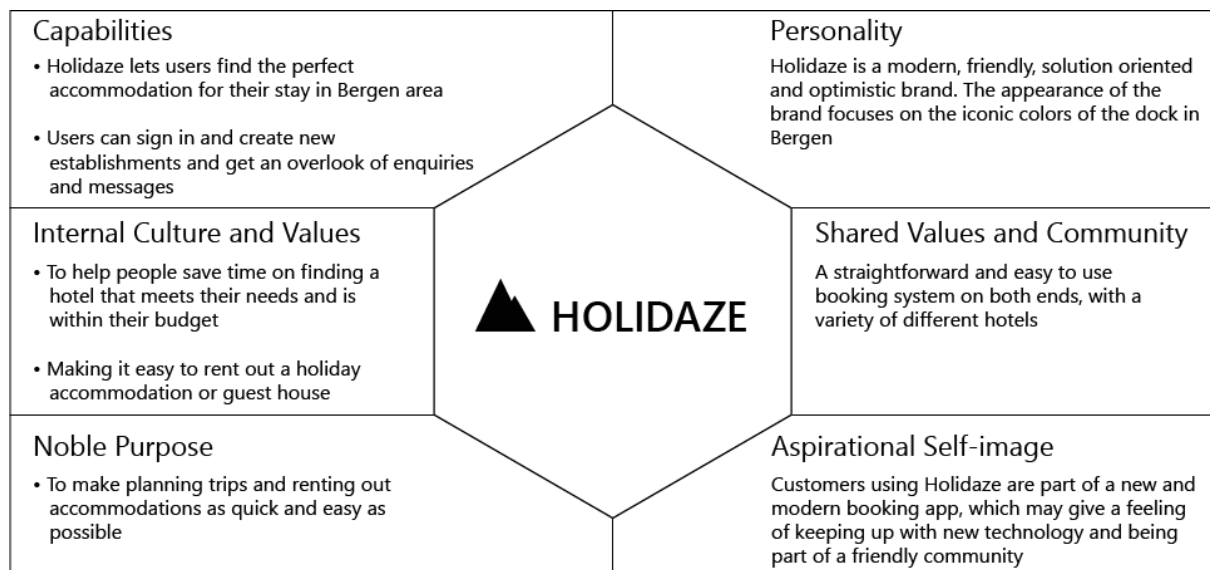 Capabilities
• Holidaze lets users find the perfect
accommodation for their stay in Bergen area
• Users can sign in and create new
establishments and get an overlook of enquiries
and messages
Personality
Holidaze is a modern, friendly, solution oriented
and optimistic brand. The appearance of the
brand focuses on the iconic colors of the dock in
Bergen
Internal Culture and Values
• To help people save time on finding a
hotel that meets their needs and is
within their budget
• Making it easy to rent out a holiday
accommodation or guest house
HOLIDAZE
Shared Values and Community
A straightforward and easy to use
booking system on both ends, with a
variety of different hotels
Noble Purpose
• To make planning trips and renting out
accommodations as quick and easy as
possible
Aspirational Self-image
Customers using Holidaze are part of a new and
modern booking app, which may give a feeling
of keeping up with new technology and being
part of a friendly community